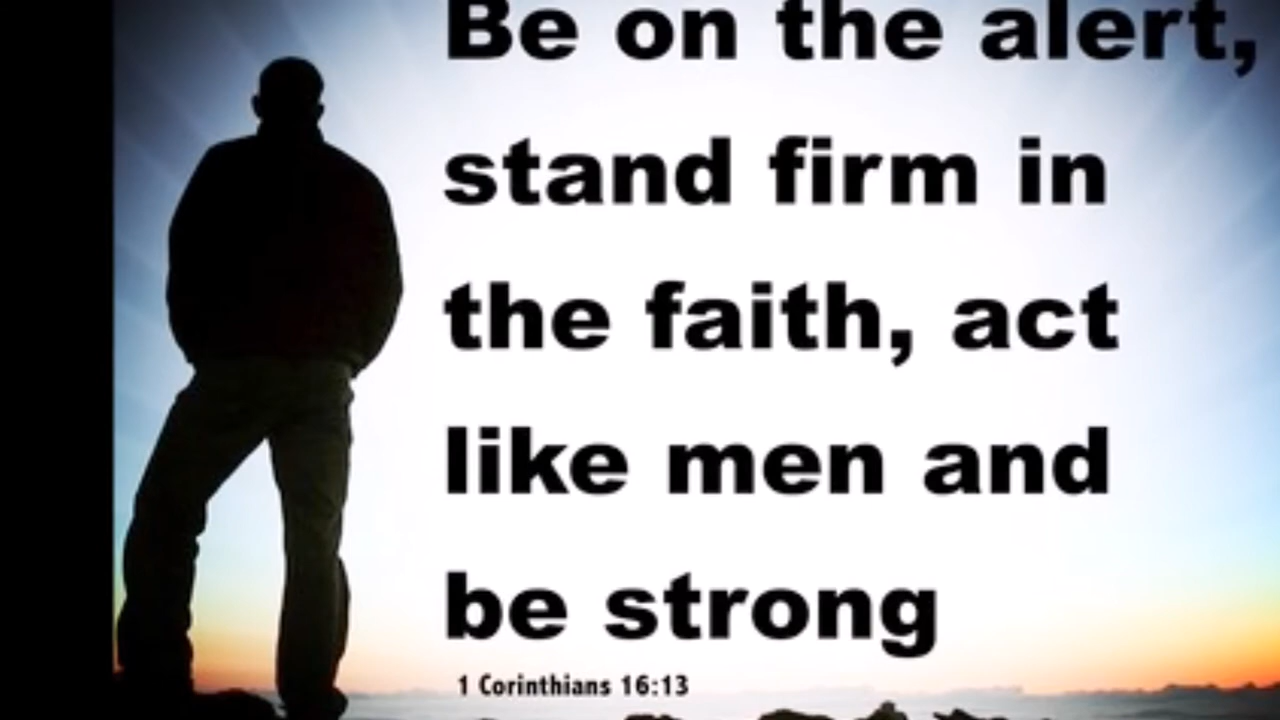 Be on the alert,
stand firm in
the faith, act
like men and
be strong
1 Corinthians 16:13